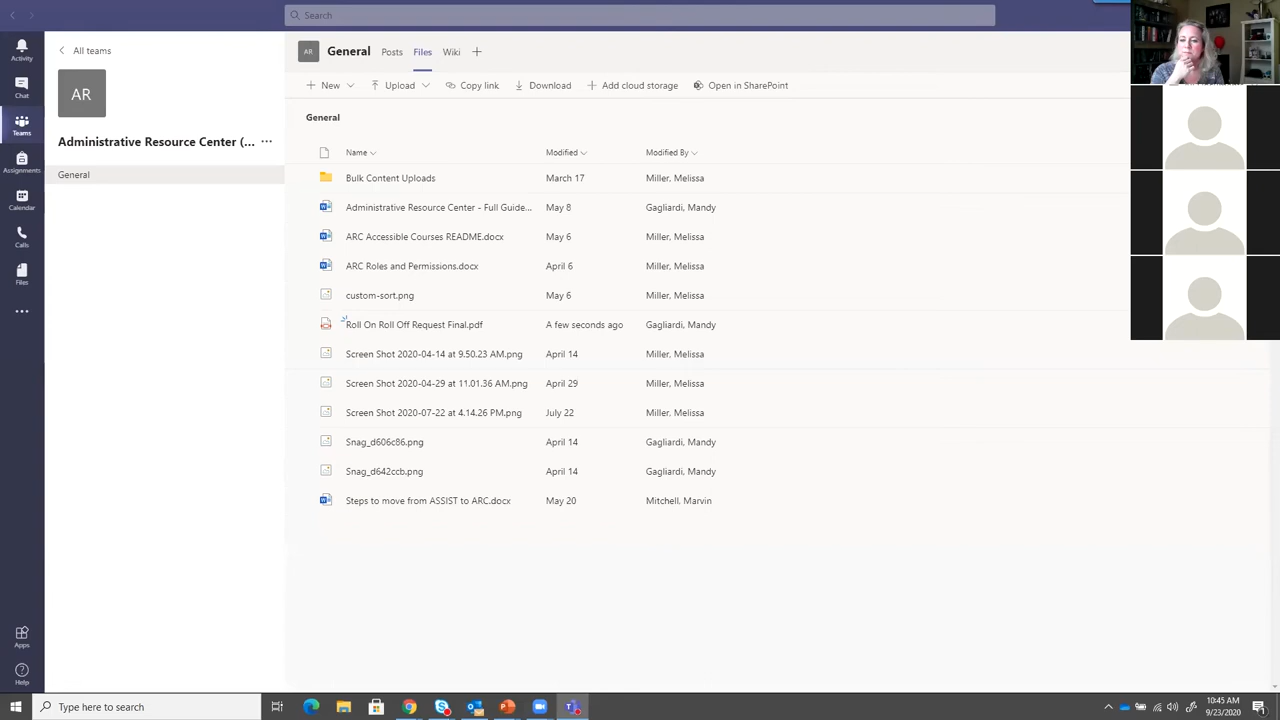 Search
Activity
Chat
Teams
Assignments
Calendar
Calls
Files
Apps
Help
All teams
AR
Administrative Resource Center (...
General
AR General Posts Files Wiki
New Upload Copy link Download Add cloud storage Open in SharePoint
General
Name Modified Modified By
Bulk Content Uploads March 17 Miller, Melissa
Administrative Resource Center - Full Guide... May 8 Gagliardi, Mandy
ARC Accessible Courses README.docx May 6 Miller, Melissa
ARC Roles and Permissions.docx April 6 Miller, Melissa
custom-sort.png May 6 Miller, Melissa
Roll On Roll Off Request Final.pdf A few seconds ago Gagliardi, Mandy
Screen Shot 2020-04-14 at 9.50.23 AM.png April 14 Miller, Melissa
Screen Shot 2020-04-29 at 11.01.36 AM.png April 29 Miller, Melissa
Screen Shot 2020-07-22 at 4.14.26 PM.png July 22 Miller, Melissa
Snag_d606c86.png April 14 Gagliardi, Mandy
Snag_d642ccb.png April 14 Gagliardi, Mandy
Steps to move from ASSIST to ARC.docx May 20 Mitchell, Marvin
Type here to search
10:45 AM
9/23/2020